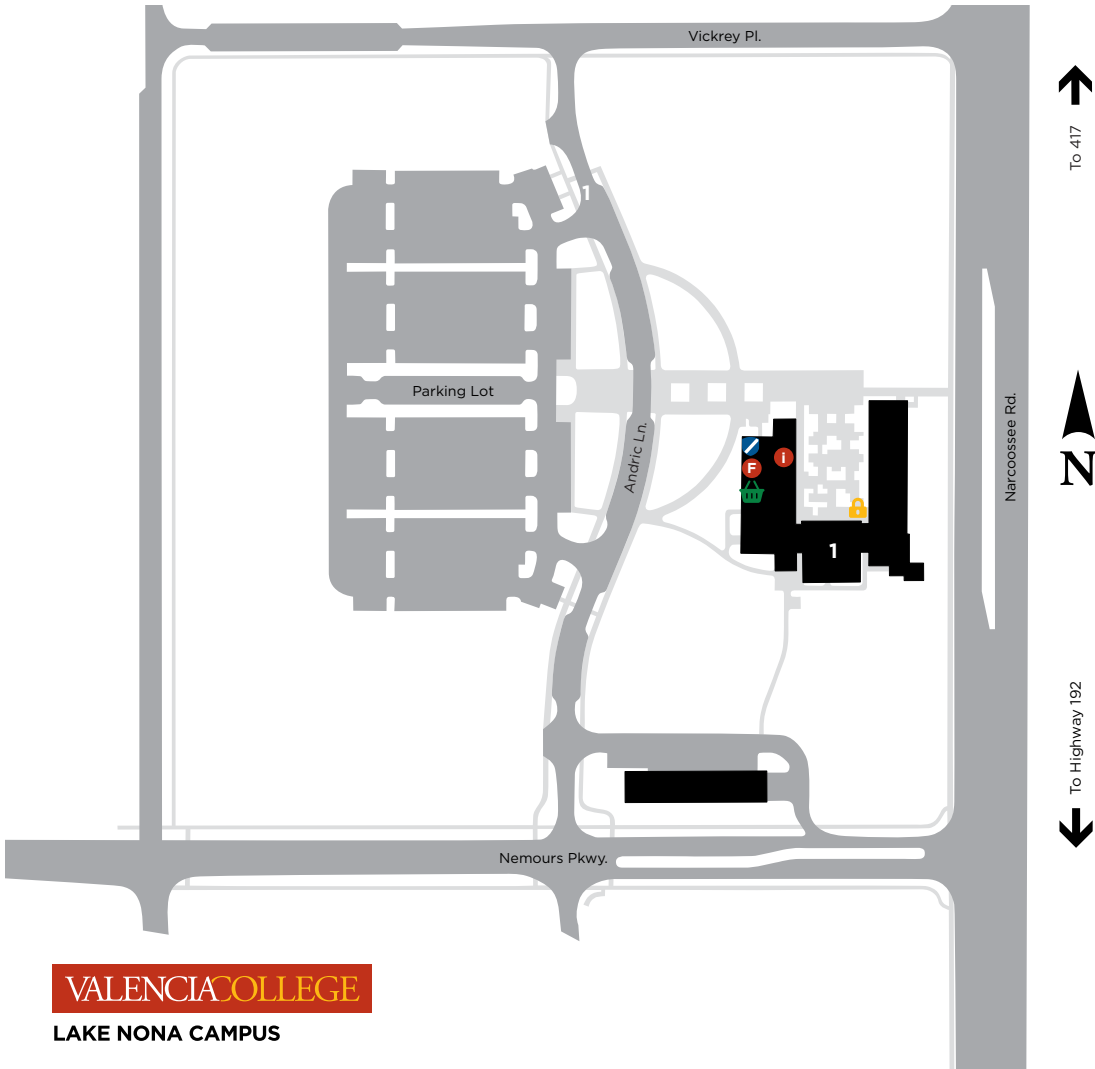 Vickrey Pl.
To 417
1
Parking Lot
Andric Ln.
Narcoossee Rd.
N
i
F
1
To Highway 192
Nemours Pkwy.
VALENCIACOLLEGE
LAKE NONA CAMPUS